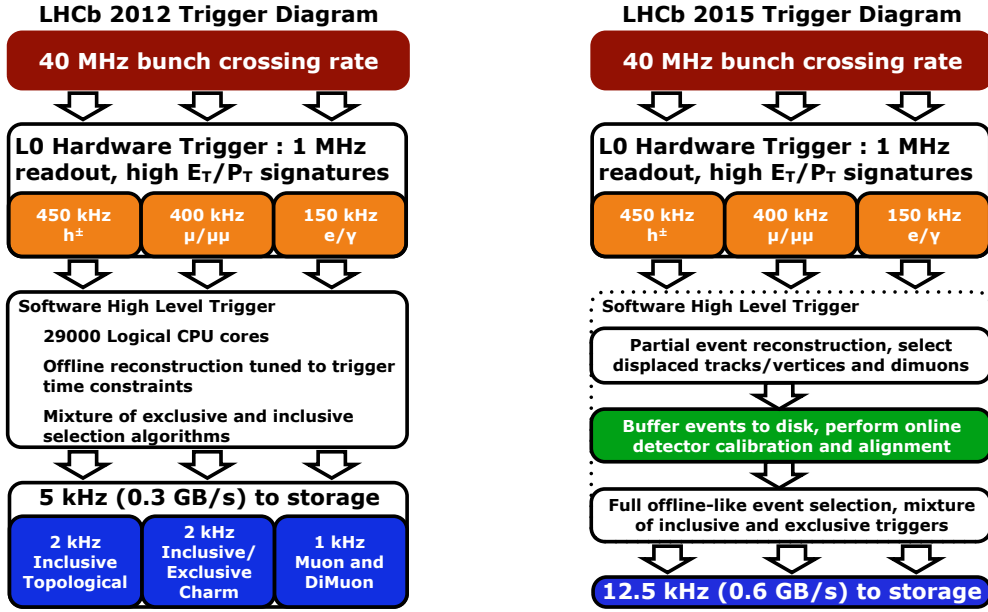 LHCb 2012 Trigger Diagram
40 MHz bunch crossing rate
L0 Hardware Trigger : 1 MHz
readout, high ET/PT signatures
450 kHz
h±
400 kHz
μ/μμ
150 kHz
e/γ
Software High Level Trigger
29000 Logical CPU cores
Offline reconstruction tuned to trigger
time constraints
Mixture of exclusive and inclusive
selection algorithms
5 kHz (0.3 GB/s) to storage
2 kHz
Inclusive
Topological
2 kHz
Inclusive/
Exclusive
Charm
1 kHz
Muon and
DiMuon
LHCb 2015 Trigger Diagram
40 MHz bunch crossing rate
L0 Hardware Trigger : 1 MHz
readout, high ET/PT signatures
450 kHz
h±
400 kHz
μ/μμ
150 kHz
e/γ
Software High Level Trigger
Partial event reconstruction, select
displaced tracks/vertices and dimuons
Buffer events to disk, perform online
detector calibration and alignment
Full offline-like event selection, mixture
of inclusive and exclusive triggers
12.5 kHz (0.6 GB/s) to storage